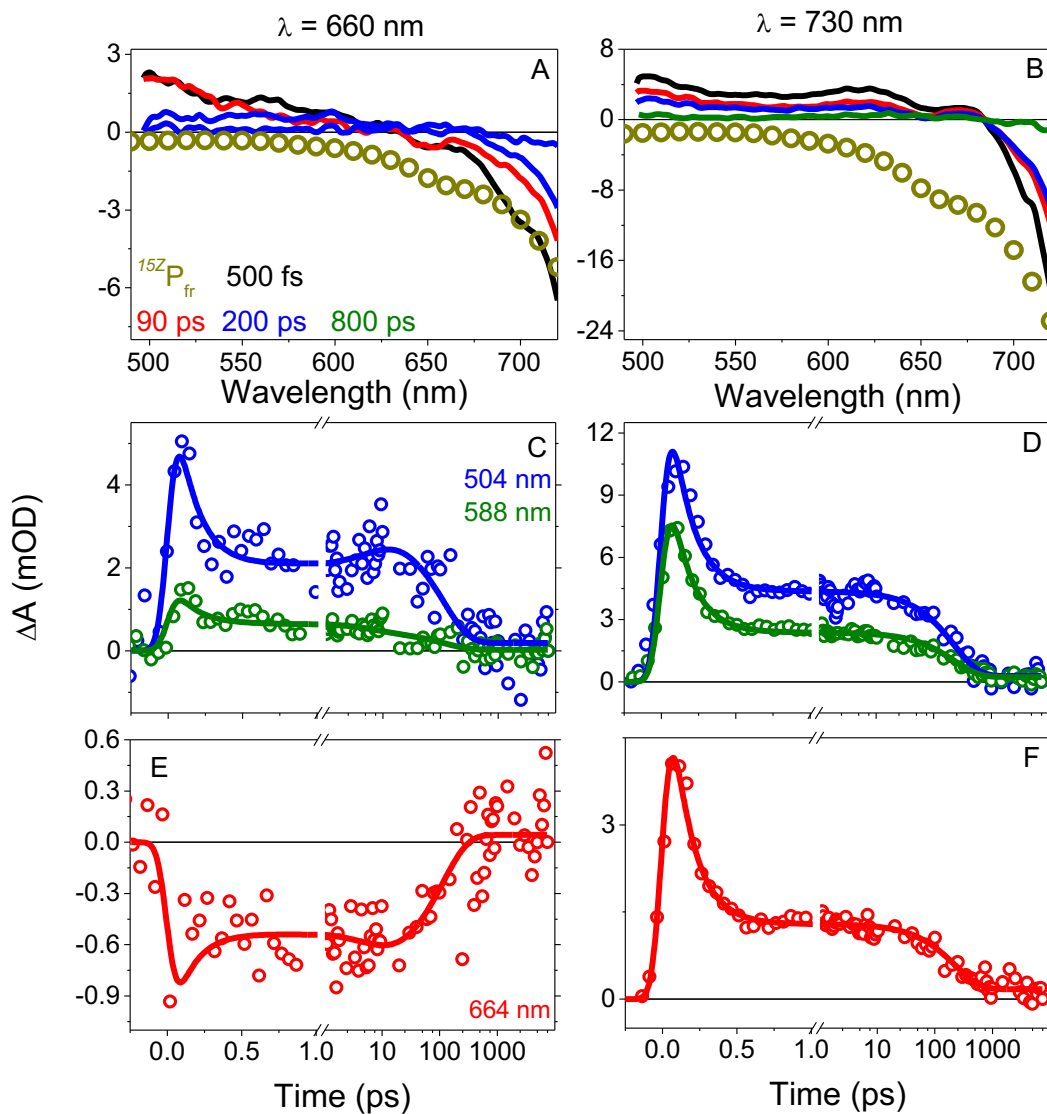 λ = 660 nm
λ = 730 nm
3
0
-3
-6
A
15Z P_fr 500 fs
90 ps 200 ps 800 ps
500 550 600 650 700
Wavelength (nm)
8
0
-8
-16
-24
B
500 550 600 650 700
Wavelength (nm)
ΔA (mOD)
4
2
0
C
504 nm
588 nm
12
9
6
3
0
D
0.6
0.3
0.0
-0.3
-0.6
-0.9
E
664 nm
0.0 0.5 1.0 10 100 1000
Time (ps)
3
0
F
0.0 0.5 1.0 10 100 1000
Time (ps)